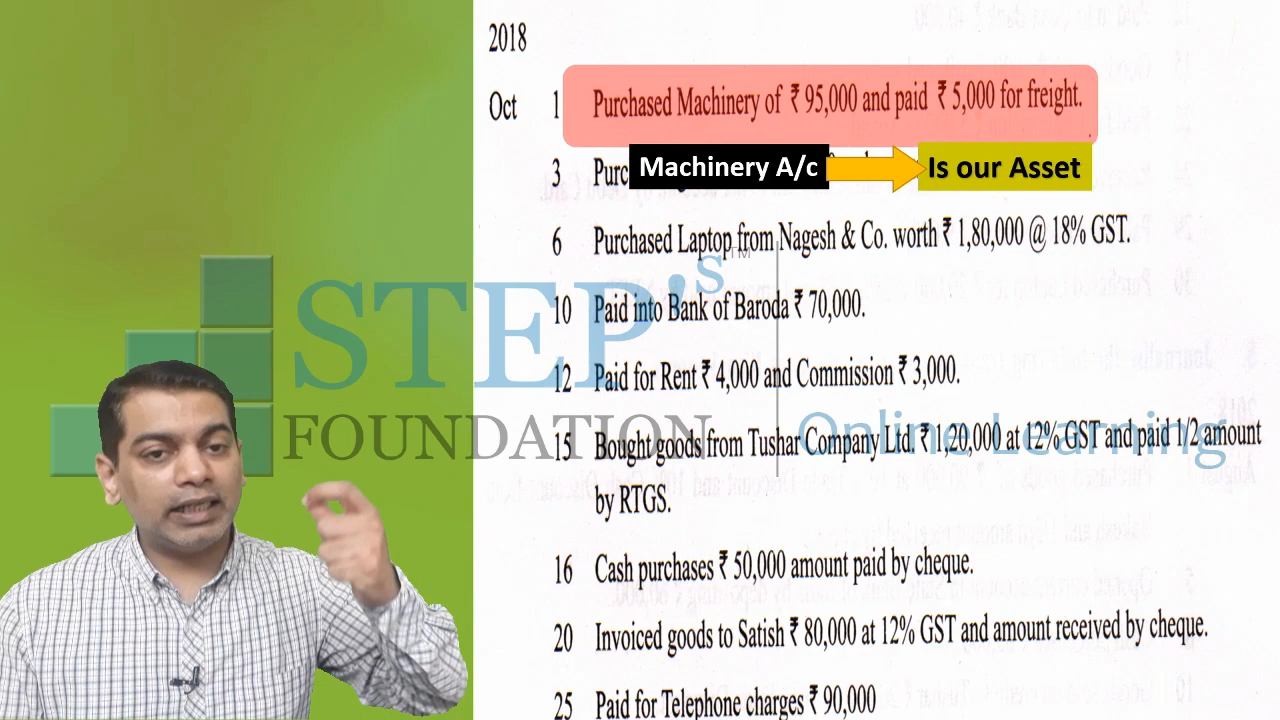 2018
Oct 1 Purchased Machinery of ₹ 95,000 and paid ₹ 5,000 for freight.
Machinery A/c Is our Asset
3
6 Purchased Laptop from Nagesh & Co. worth ₹ 1,80,000 @ 18% GST.
10 Paid into Bank of Baroda ₹ 70,000.
12 Paid for Rent ₹ 4,000 and Commission ₹ 3,000.
15 Bought goods from Tushar Company Ltd. ₹ 1,20,000 at 12% GST and paid 1/2 amount
by RTGS.
16 Cash purchases ₹ 50,000 amount paid by cheque.
20 Invoiced goods to Satish ₹ 80,000 at 12% GST and amount received by cheque.
25 Paid for Telephone charges ₹ 90,000
STEP's™
FOUNDATION
Online Learning